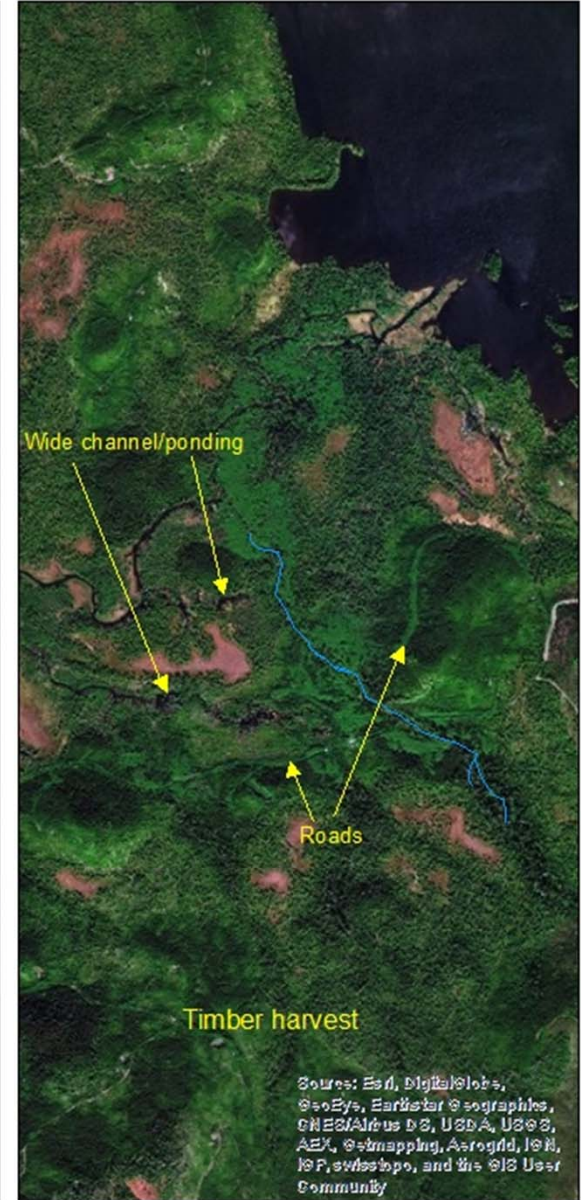 Wide channel/ponding
Roads
Timber harvest
Source: Esri, DigitalGlobe,
GeoEye, Earthstar Geographics,
CNES/Airbus DS, USDA, USGS,
AEX, Getmapping, Aerogrid, IGN,
IGP, swisstopo, and the GIS User
Community